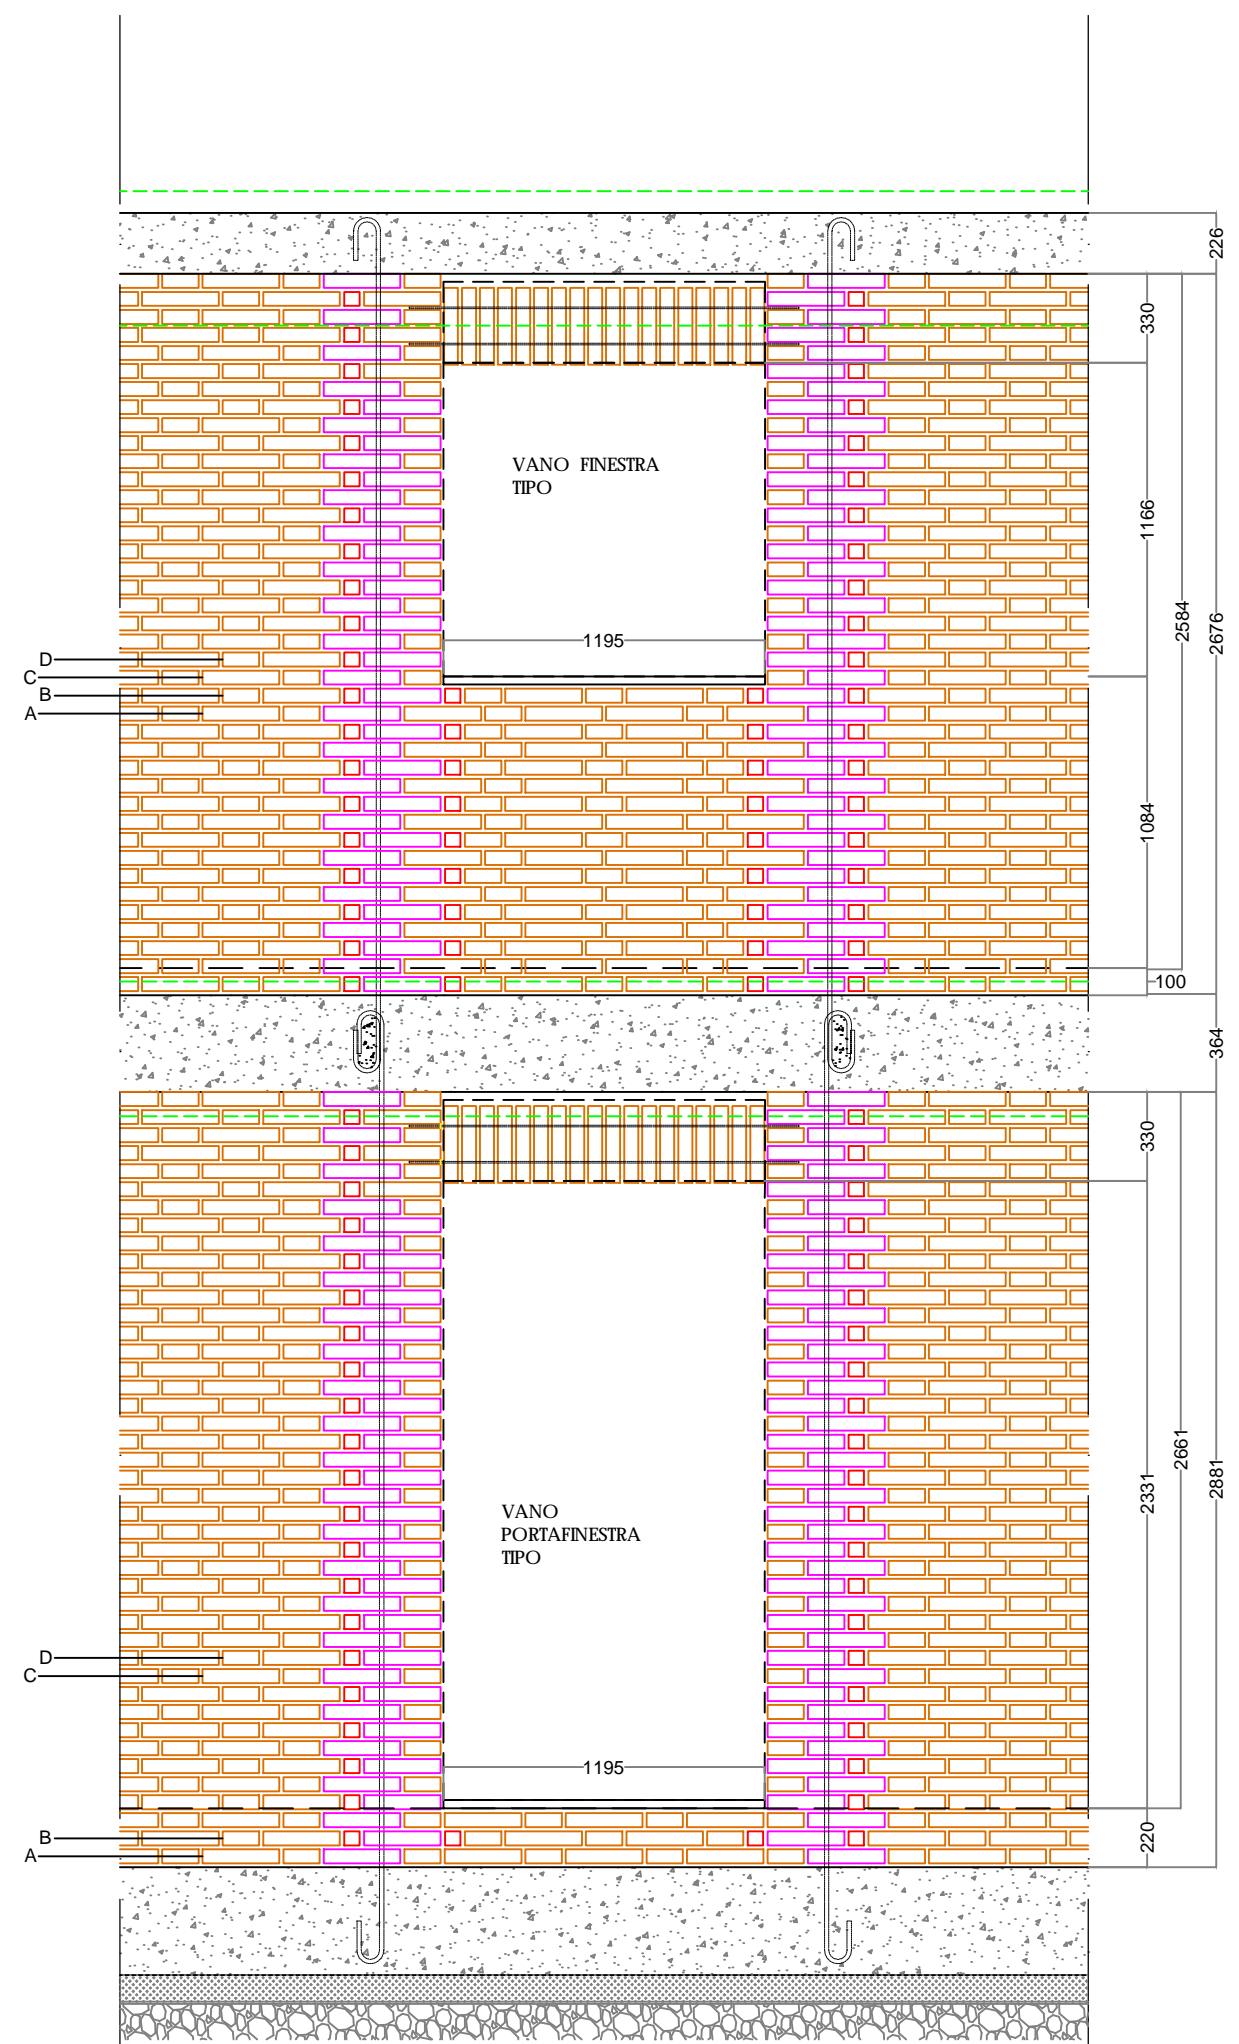 226
330
VANO FINESTRA
TIPO
1166
2584
2676
1195
D
C
B
A
1084
100
364
330
VANO
PORTAFINESTRA
TIPO
2331
2661
2881
D
C
1195
B
A
220